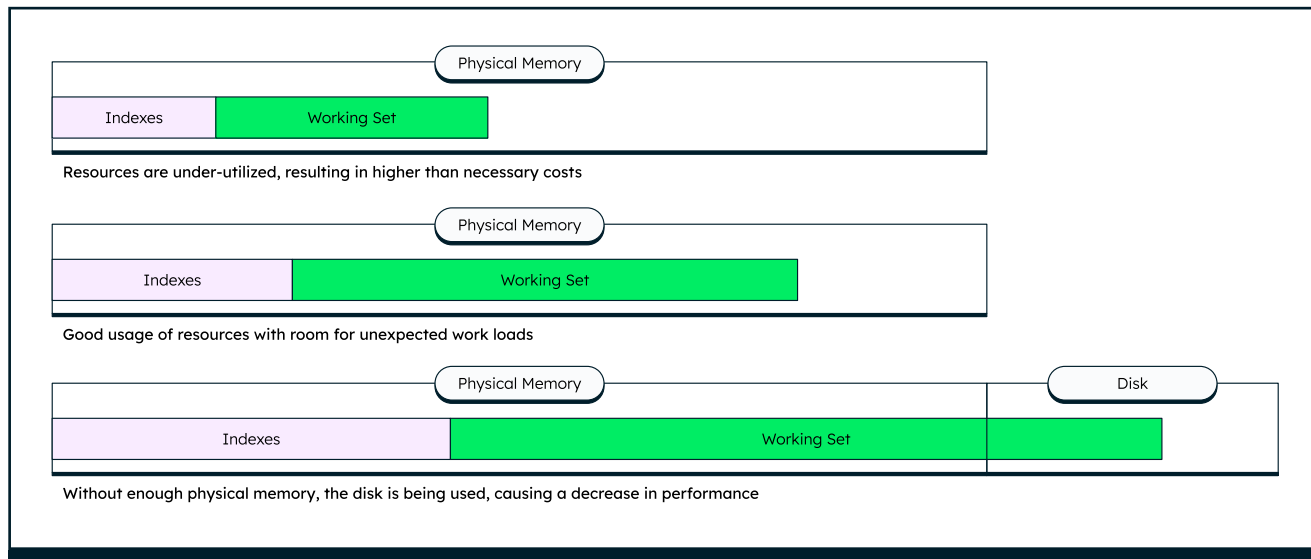 Physical Memory
Indexes
Working Set
Resources are under-utilized, resulting in higher than necessary costs
Physical Memory
Indexes
Working Set
Good usage of resources with room for unexpected work loads
Physical Memory
Disk
Indexes
Working Set
Without enough physical memory, the disk is being used, causing a decrease in performance